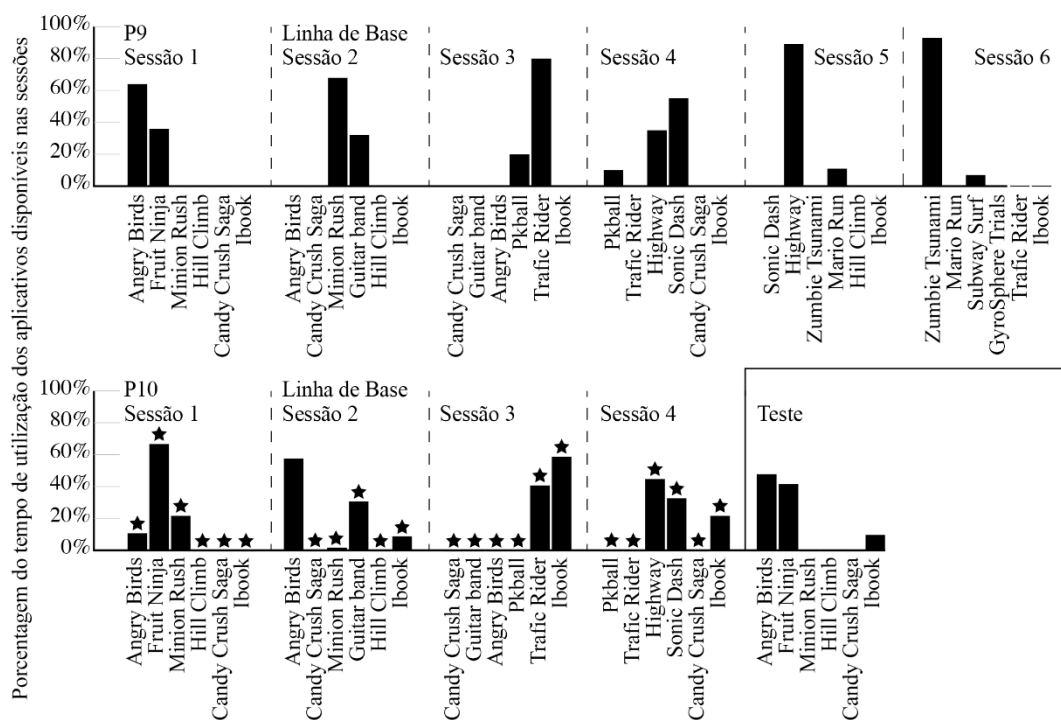 Porcentagem do tempo de utilização dos aplicativos disponíveis nas sessões
100%
80%
60%
40%
20%
0%
P9
Linha de Base
Sessão 1
Sessão 2
Sessão 3
Sessão 4
Sessão 5
Sessão 6
Angry Birds
Fruit Ninja
Minion Rush
Hill Climb
Candy Crush Saga
Ibook
Angry Birds
Candy Crush Saga
Minion Rush
Guitar band
Hill Climb
Ibook
Candy Crush Saga
Guitar band
Angry Birds
Pkball
Trafic Rider
Ibook
Pkball
Trafic Rider
Highway
Sonic Dash
Candy Crush Saga
Ibook
Sonic Dash
Highway
Zumbie Tsunami
Mario Run
Hill Climb
Ibook
Zumbie Tsunami
Mario Run
Subway Surf
GyroSphere Trials
Trafic Rider
Ibook
100%
80%
60%
40%
20%
0%
P10
Linha de Base
Sessão 1
Sessão 2
Sessão 3
Sessão 4
Teste
Angry Birds
Fruit Ninja
Minion Rush
Hill Climb
Candy Crush Saga
Ibook
Angry Birds
Candy Crush Saga
Minion Rush
Guitar band
Hill Climb
Ibook
Candy Crush Saga
Guitar band
Angry Birds
Pkball
Trafic Rider
Ibook
Pkball
Trafic Rider
Highway
Sonic Dash
Candy Crush Saga
Ibook
Angry Birds
Fruit Ninja
Minion Rush
Hill Climb
Candy Crush Saga
Ibook